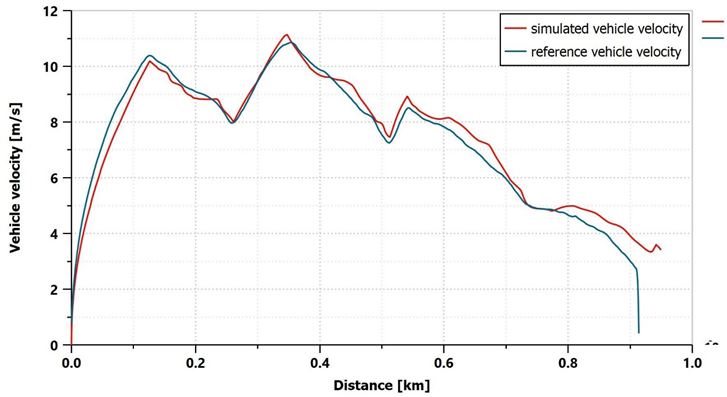 12
10
8
6
4
2
0
Vehicle velocity [m/s]
simulated vehicle velocity
reference vehicle velocity
0.0 0.2 0.4 0.6 0.8 1.0
Distance [km]